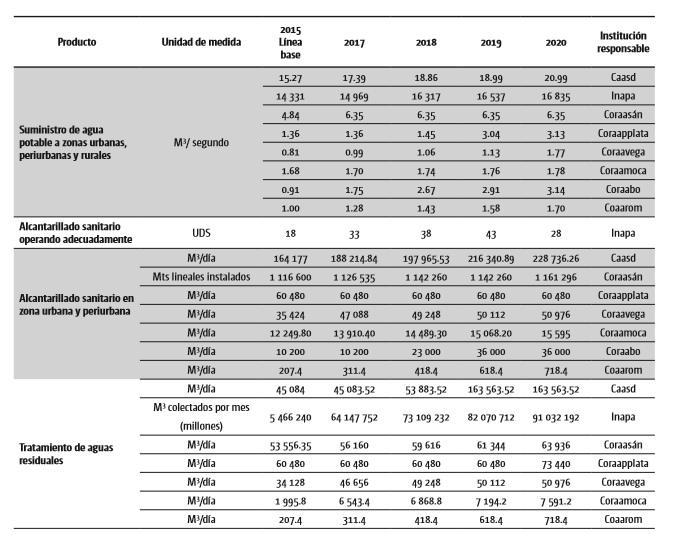 Producto Unidad de medida 2015 Línea base 2017 2018 2019 2020 Institución responsable
Suministro de agua potable a zonas urbanas, periurbanas y rurales M³/ segundo 15.27 17.39 18.86 18.99 20.99 Caasd
14 331 14 969 16 317 16 537 16 835 Inapa
4.84 6.35 6.35 6.35 6.35 Coraasán
1.36 1.36 1.45 3.04 3.13 Coraapplata
0.81 0.99 1.06 1.13 1.77 Coraavega
1.68 1.70 1.74 1.76 1.78 Coraamoca
0.91 1.75 2.67 2.91 3.14 Coraabo
1.00 1.28 1.43 1.58 1.70 Coaarom
Alcantarillado sanitario operando adecuadamente UDS 18 33 38 43 28 Inapa
Alcantarillado sanitario en zona urbana y periurbana M³/día 164 177 188 214.84 197 965.53 216 340.89 228 736.26 Caasd
Mts lineales instalados 1 116 600 1 126 535 1 142 260 1 142 260 1 161 296 Coraasán
M³/día 60 480 60 480 60 480 60 480 60 480 Coraapplata
M³/día 35 424 47 088 49 248 50 112 50 976 Coraavega
M³/día 12 249.80 13 910.40 14 489.30 15 068.20 15 595 Coraamoca
M³/día 10 200 10 200 23 000 36 000 36 000 Coraabo
M³/día 207.4 311.4 418.4 618.4 718.4 Coaarom
Tratamiento de aguas residuales M³/día 45 084 45 083.52 53 883.52 163 563.52 163 563.52 Caasd
M³ colectados por mes (millones) 5 466 240 64 147 752 73 109 232 82 070 712 91 032 192 Inapa
M³/día 53 556.35 56 160 59 616 61 344 63 936 Coraasán
M³/día 60 480 60 480 60 480 60 480 73 440 Coraapplata
M³/día 34 128 46 656 49 248 50 112 50 976 Coraavega
M³/día 1 995.8 6 543.4 6 868.8 7 194.2 7 591.2 Coraamoca
M³/día 207.4 311.4 418.4 618.4 718.4 Coaarom